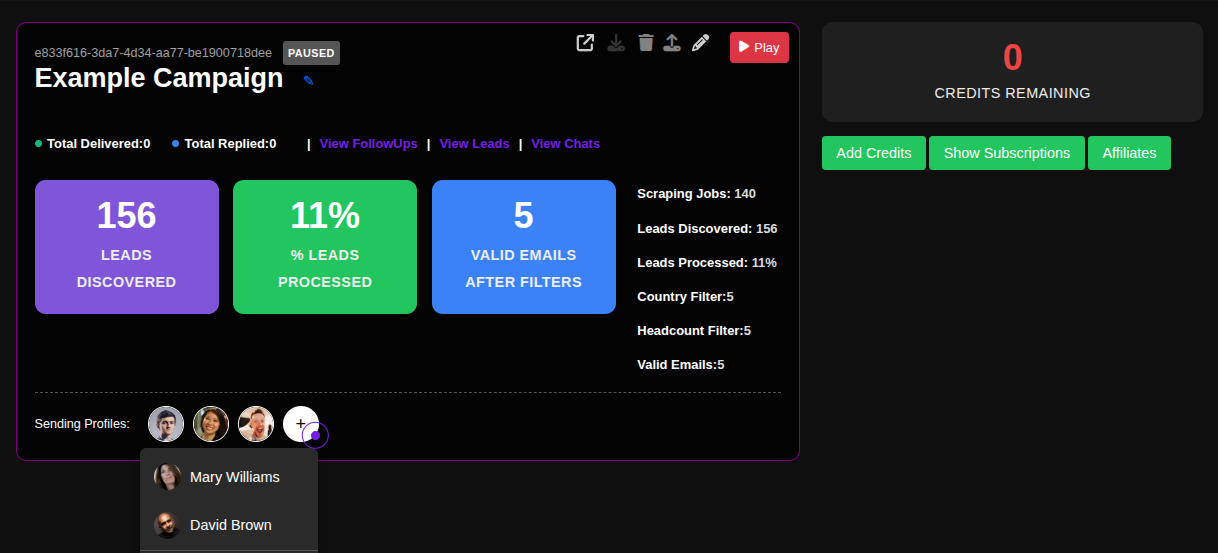 e833f616-3da7-4d34-aa77-be1900718dee PAUSED
Play
Example Campaign
Total Delivered:0 Total Replied:0 | View FollowUps | View Leads | View Chats
156
LEADS
DISCOVERED
11%
% LEADS
PROCESSED
5
VALID EMAILS
AFTER FILTERS
Scraping Jobs: 140
Leads Discovered: 156
Leads Processed: 11%
Country Filter:5
Headcount Filter:5
Valid Emails:5
Sending Profiles: +
Mary Williams
David Brown
0
CREDITS REMAINING
Add Credits Show Subscriptions Affiliates